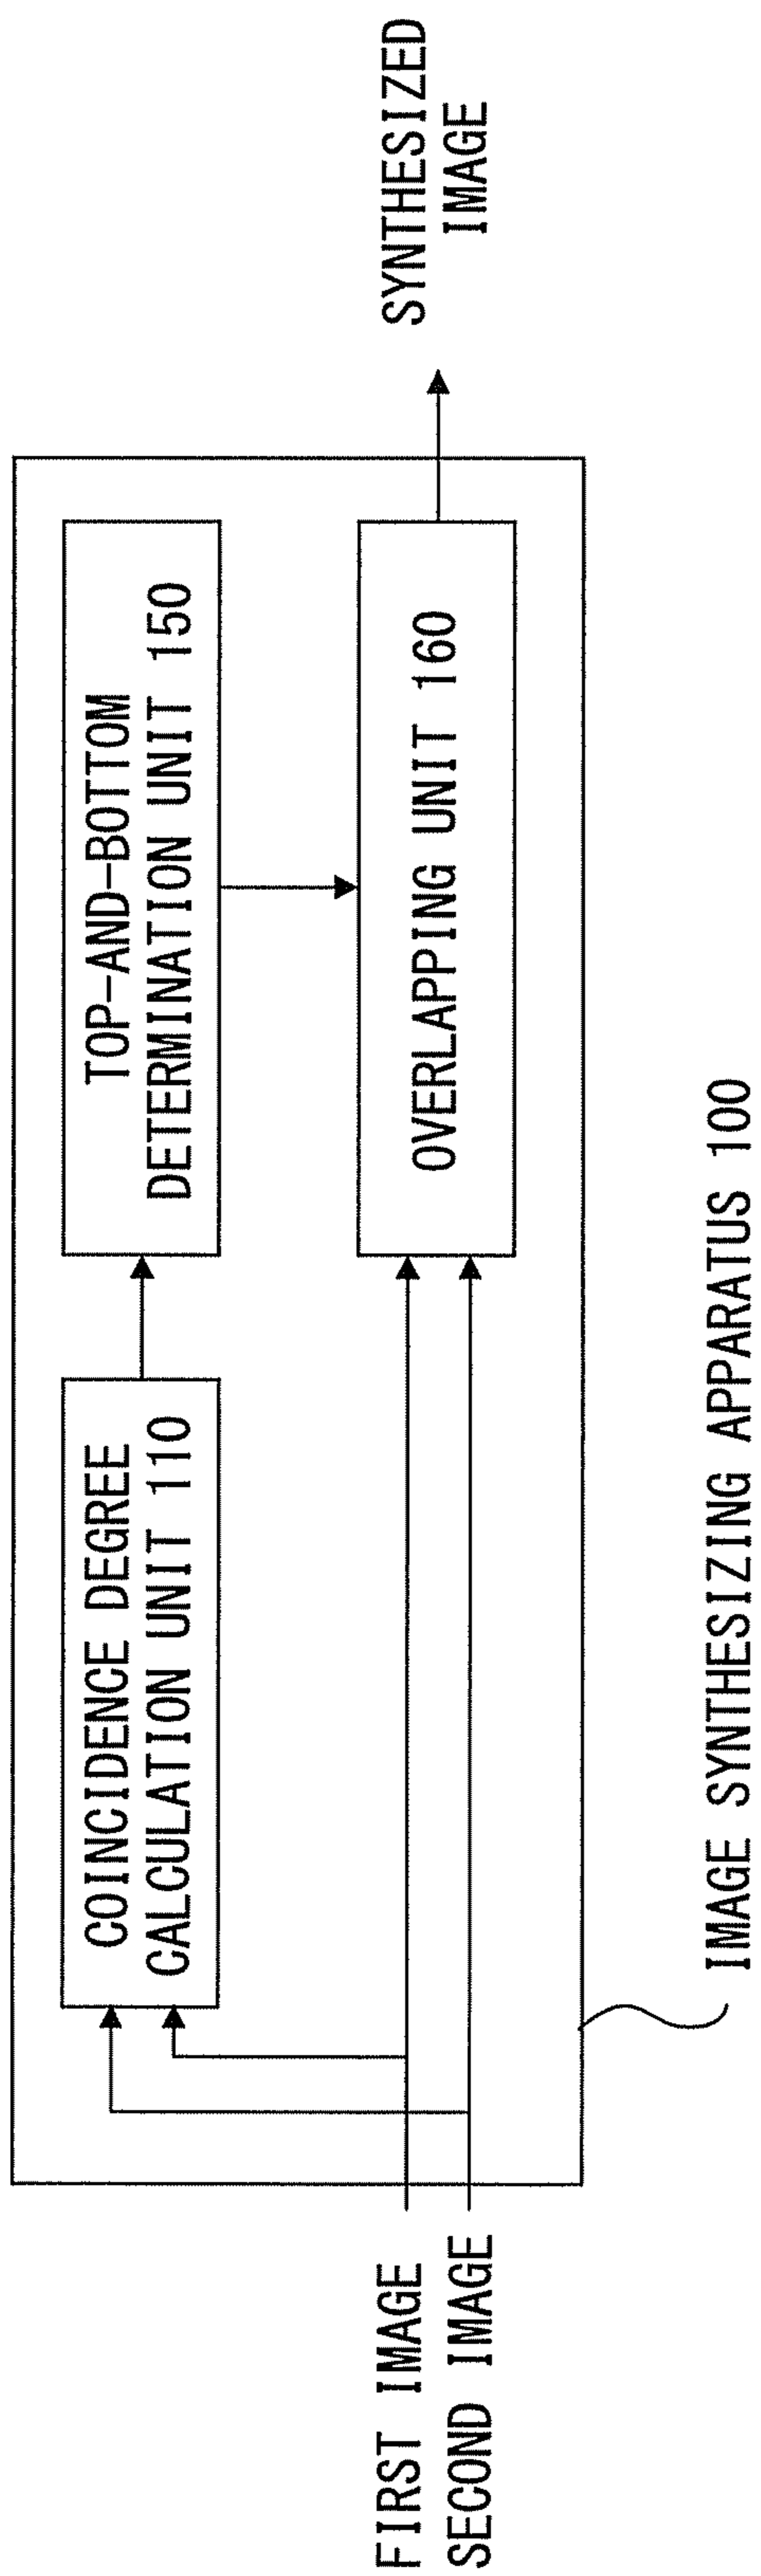 FIRST IMAGE
SECOND IMAGE
COINCIDENCE DEGREE
CALCULATION UNIT 110
TOP-AND-BOTTOM
DETERMINATION UNIT 150
OVERLAPPING UNIT 160
SYNTHESIZED
IMAGE
IMAGE SYNTHESIZING APPARATUS 100